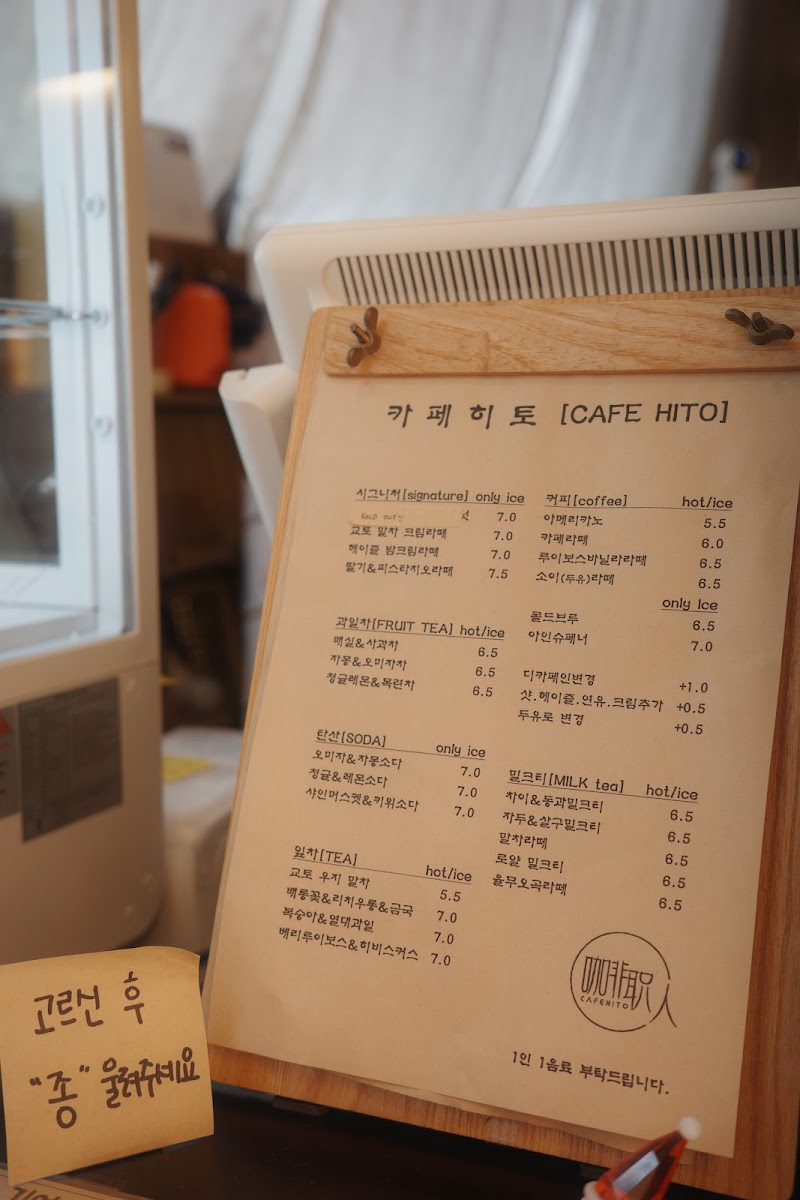 카페히토 [CAFE HITO]
시그니처[signature] only ice
SOLD OUT 7.0
교토 말차 크림라떼 7.0
헤이즐 밤크림라떼 7.0
딸기&피스타치오라떼 7.5
과일차[FRUIT TEA] hot/ice
매실&사과차 6.5
자몽&오미자차 6.5
청귤레몬&목련차 6.5
탄산[SODA] only ice
오미자&자몽소다 7.0
청귤&레몬소다 7.0
샤인머스켓&키위소다 7.0
잎차[TEA] hot/ice
교토 우지 말차 5.5
배롱꽃&리치우롱&금국 7.0
복숭아&열대과일 7.0
베리루이보스&히비스커스 7.0
커피[coffee] hot/ice
아메리카노 5.5
카페라떼 6.0
루이보스바닐라라떼 6.5
소이(두유)라떼 6.5
only Ice
콜드브루 6.5
아인슈페너 7.0
디카페인변경 +1.0
샷.헤이즐.연유.크림추가 +0.5
두유로 변경 +0.5
밀크티[MILK tea] hot/ice
차이&동과밀크티 6.5
자두&살구밀크티 6.5
말차라떼 6.5
로얄 밀크티 6.5
율무오곡라떼 6.5
咖啡職人
CAFEHITO
1인 1음료 부탁드립니다.
고르신 후
"종" 울려주세요